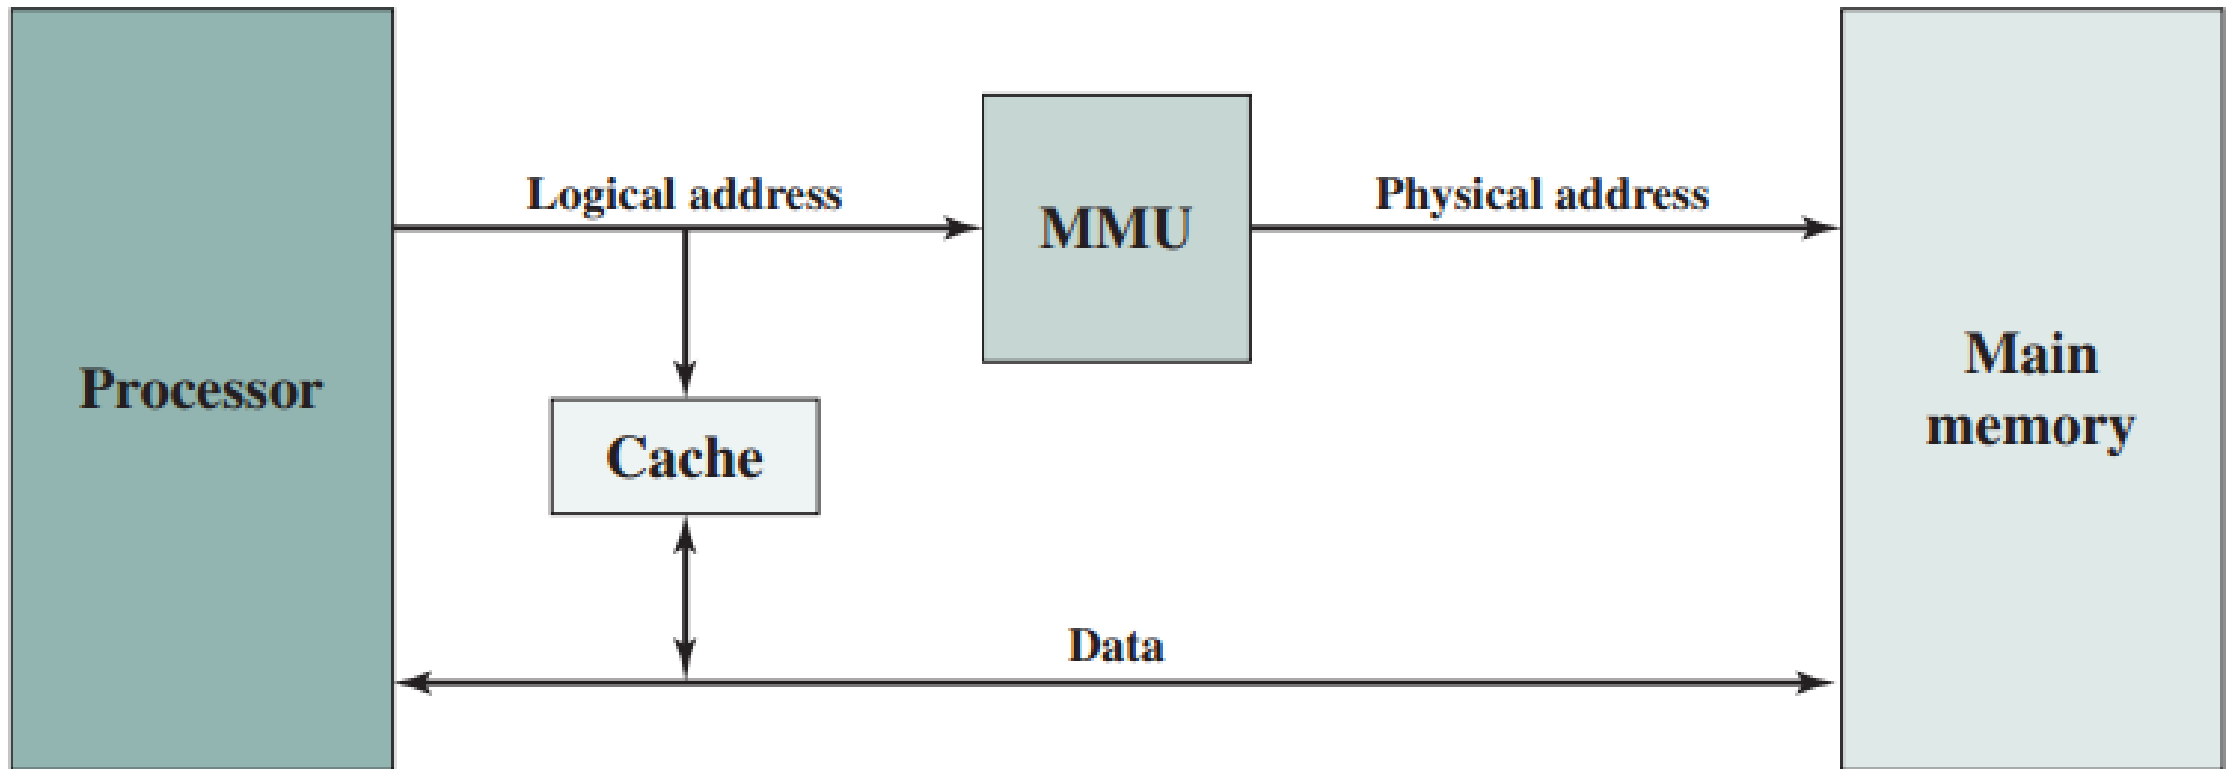 Logical address
MMU
Physical address
Processor
Cache
Main
memory
Data